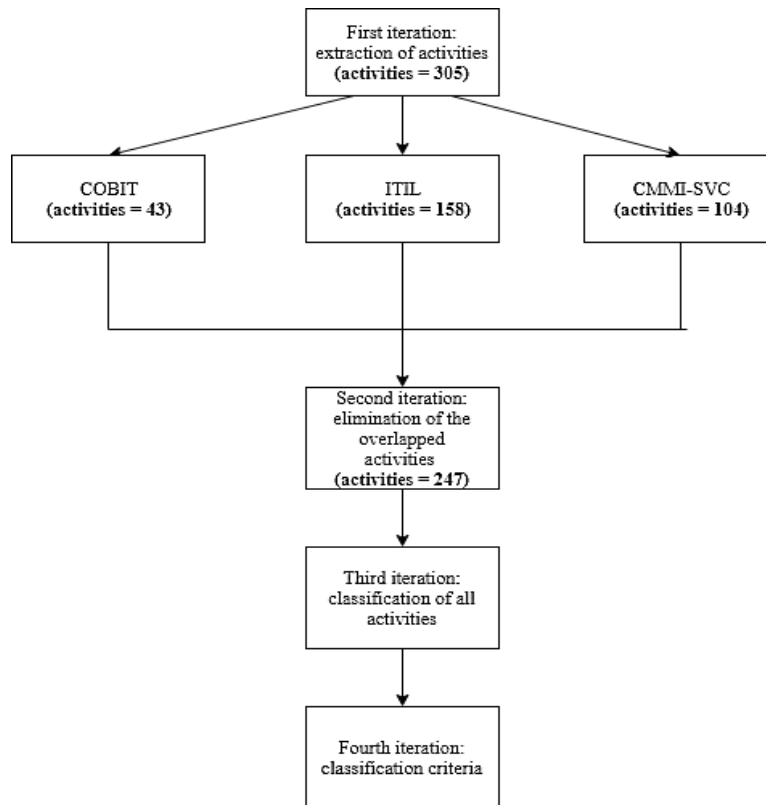 First iteration:
extraction of activities
(activities = 305)
COBIT
(activities = 43)
ITIL
(activities = 158)
CMMI-SVC
(activities = 104)
Second iteration:
elimination of the
overlapped
activities
(activities = 247)
Third iteration:
classification of all
activities
Fourth iteration:
classification criteria